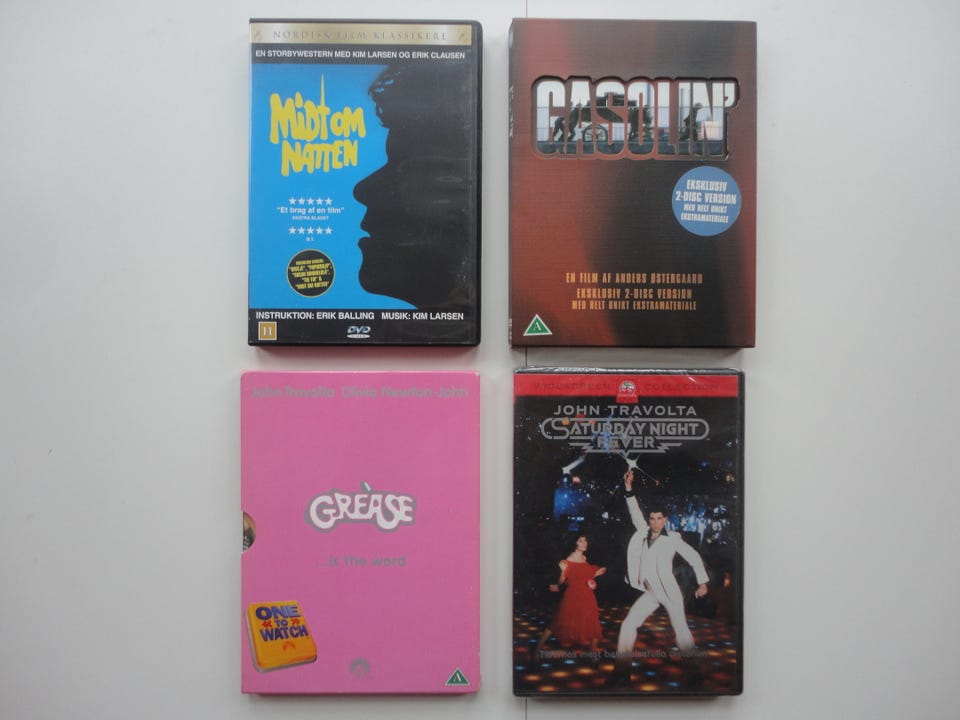 NORDISK FILM KLASSIKERE
EN STORBYWESTERN MED KIM LARSEN OG ERIK CLAUSEN
MiDT OM
NATTEN
"Et brag af en film"
EKSTRA BLADET
B.T.
INSTRUKTION: ERIK BALLING MUSIK: KIM LARSEN
11
DVD
VIDEO
GASOLIN'
EKSKLUSIV
2-DISC VERSION
MED HELT UNIKT
EKSTRAMATERIALE
EN FILM AF ANDERS ØSTERGAARD
EKSKLUSIV 2-DISC VERSION
MED HELT UNIKT EKSTRAMATERIALE
A
John Travolta Olivia Newton-John
GREASE
...is the word
ONE
TO
WATCH
A
WIDESCREEN COLLECTION
JOHN TRAVOLTA
SATURDAY NIGHT
FEVER